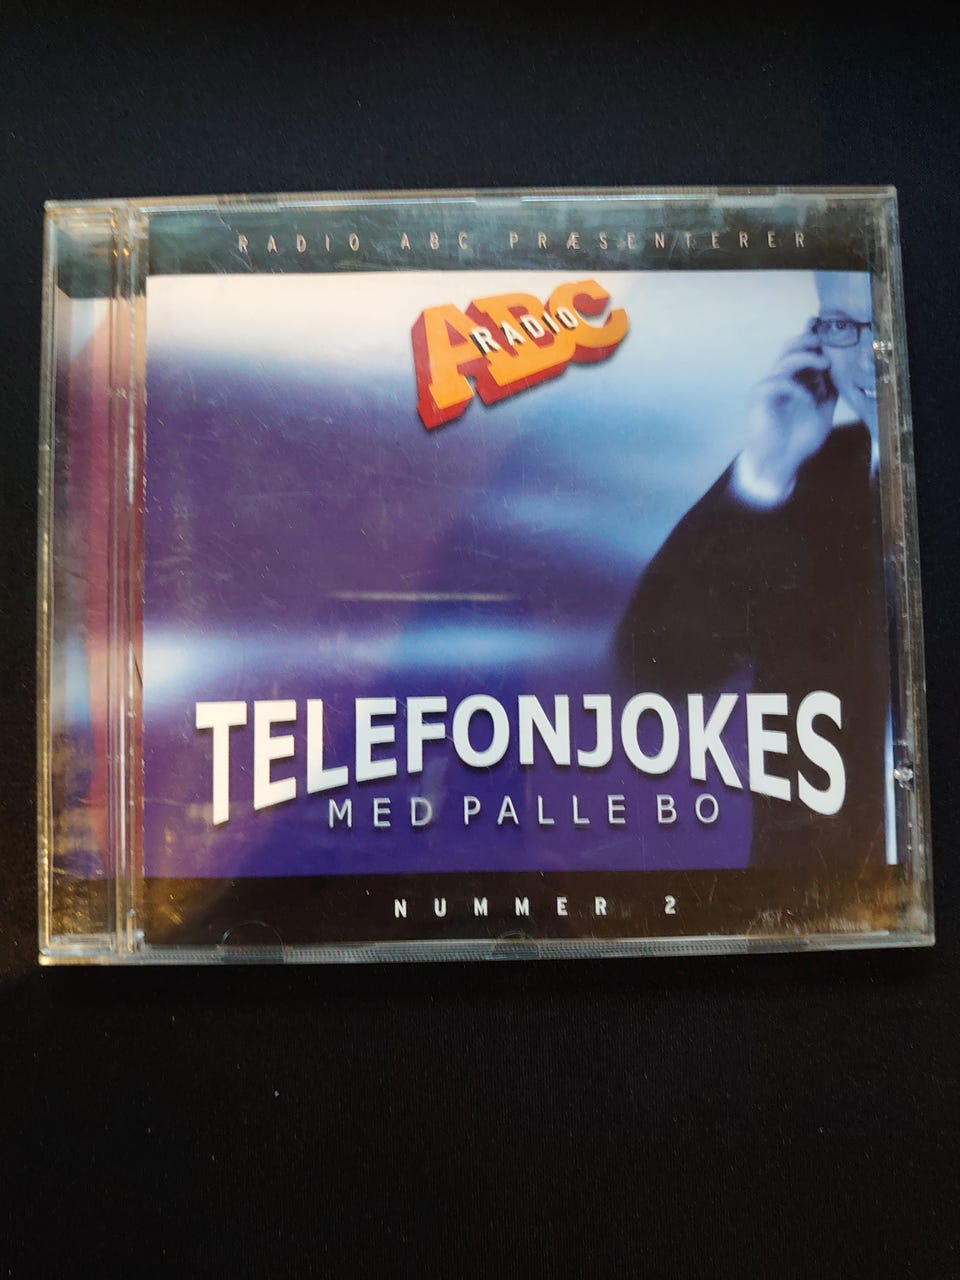 RADIO ABC PRÆSENTERER
ABC
RADIO
TELEFONJOKES
MED PALLE BO
NUMMER 2